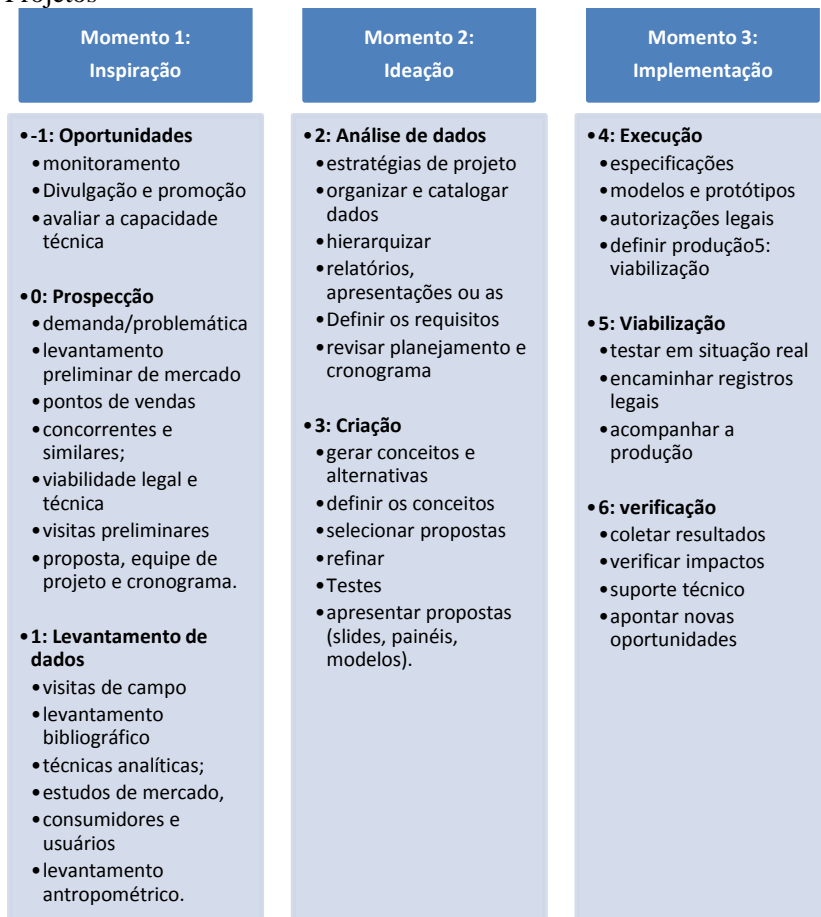 Projetos
Momento 1:
Inspiração
•-1: Oportunidades
•monitoramento
•Divulgação e promoção
•avaliar a capacidade
técnica
•0: Prospecção
•demanda/problemática
•levantamento
preliminar de mercado
•pontos de vendas
•concorrentes e
similares;
•viabilidade legal e
técnica
•visitas preliminares
•proposta, equipe de
projeto e cronograma.
•1: Levantamento de
dados
•visitas de campo
•levantamento
bibliográfico
•técnicas analíticas;
•estudos de mercado,
•consumidores e
usuários
•levantamento
antropométrico.
Momento 2:
Ideação
•2: Análise de dados
•estratégias de projeto
•organizar e catalogar
dados
•hierarquizar
•relatórios,
apresentações ou as
•Definir os requisitos
•revisar planejamento e
cronograma
•3: Criação
•gerar conceitos e
alternativas
•definir os conceitos
•selecionar propostas
•refinar
•Testes
•apresentar propostas
(slides, painéis,
modelos).
Momento 3:
Implementação
•4: Execução
•especificações
•modelos e protótipos
•autorizações legais
•definir produção5:
viabilização
•5: Viabilização
•testar em situação real
•encaminhar registros
legais
•acompanhar a
produção
•6: verificação
•coletar resultados
•verificar impactos
•suporte técnico
•apontar novas
oportunidades